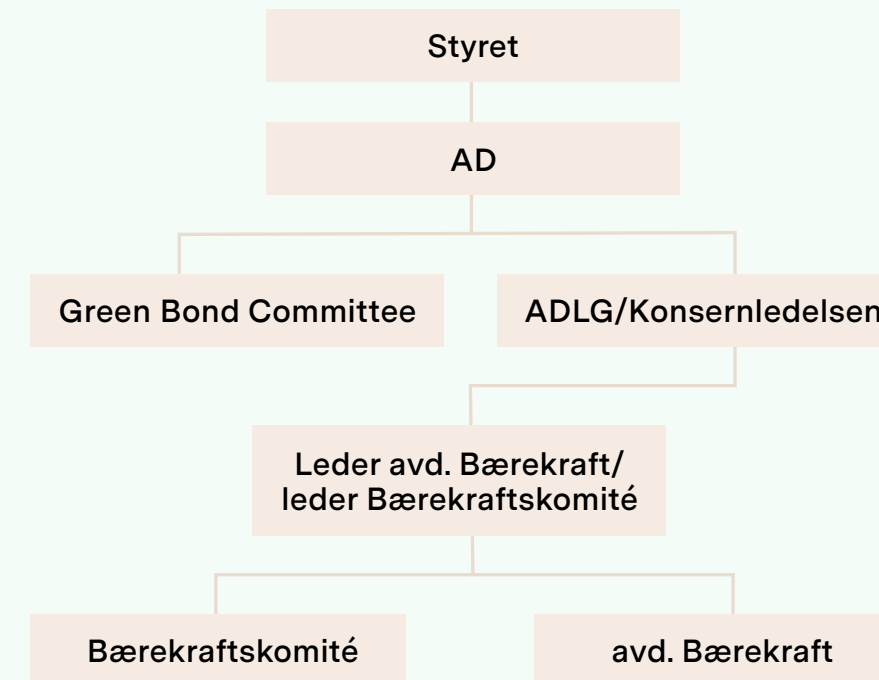 Styret
AD
Green Bond Committee
ADLG/Konsernledelsen
Leder avd. Bærekraft/
leder Bærekraftskomité
Bærekraftskomité
avd. Bærekraft